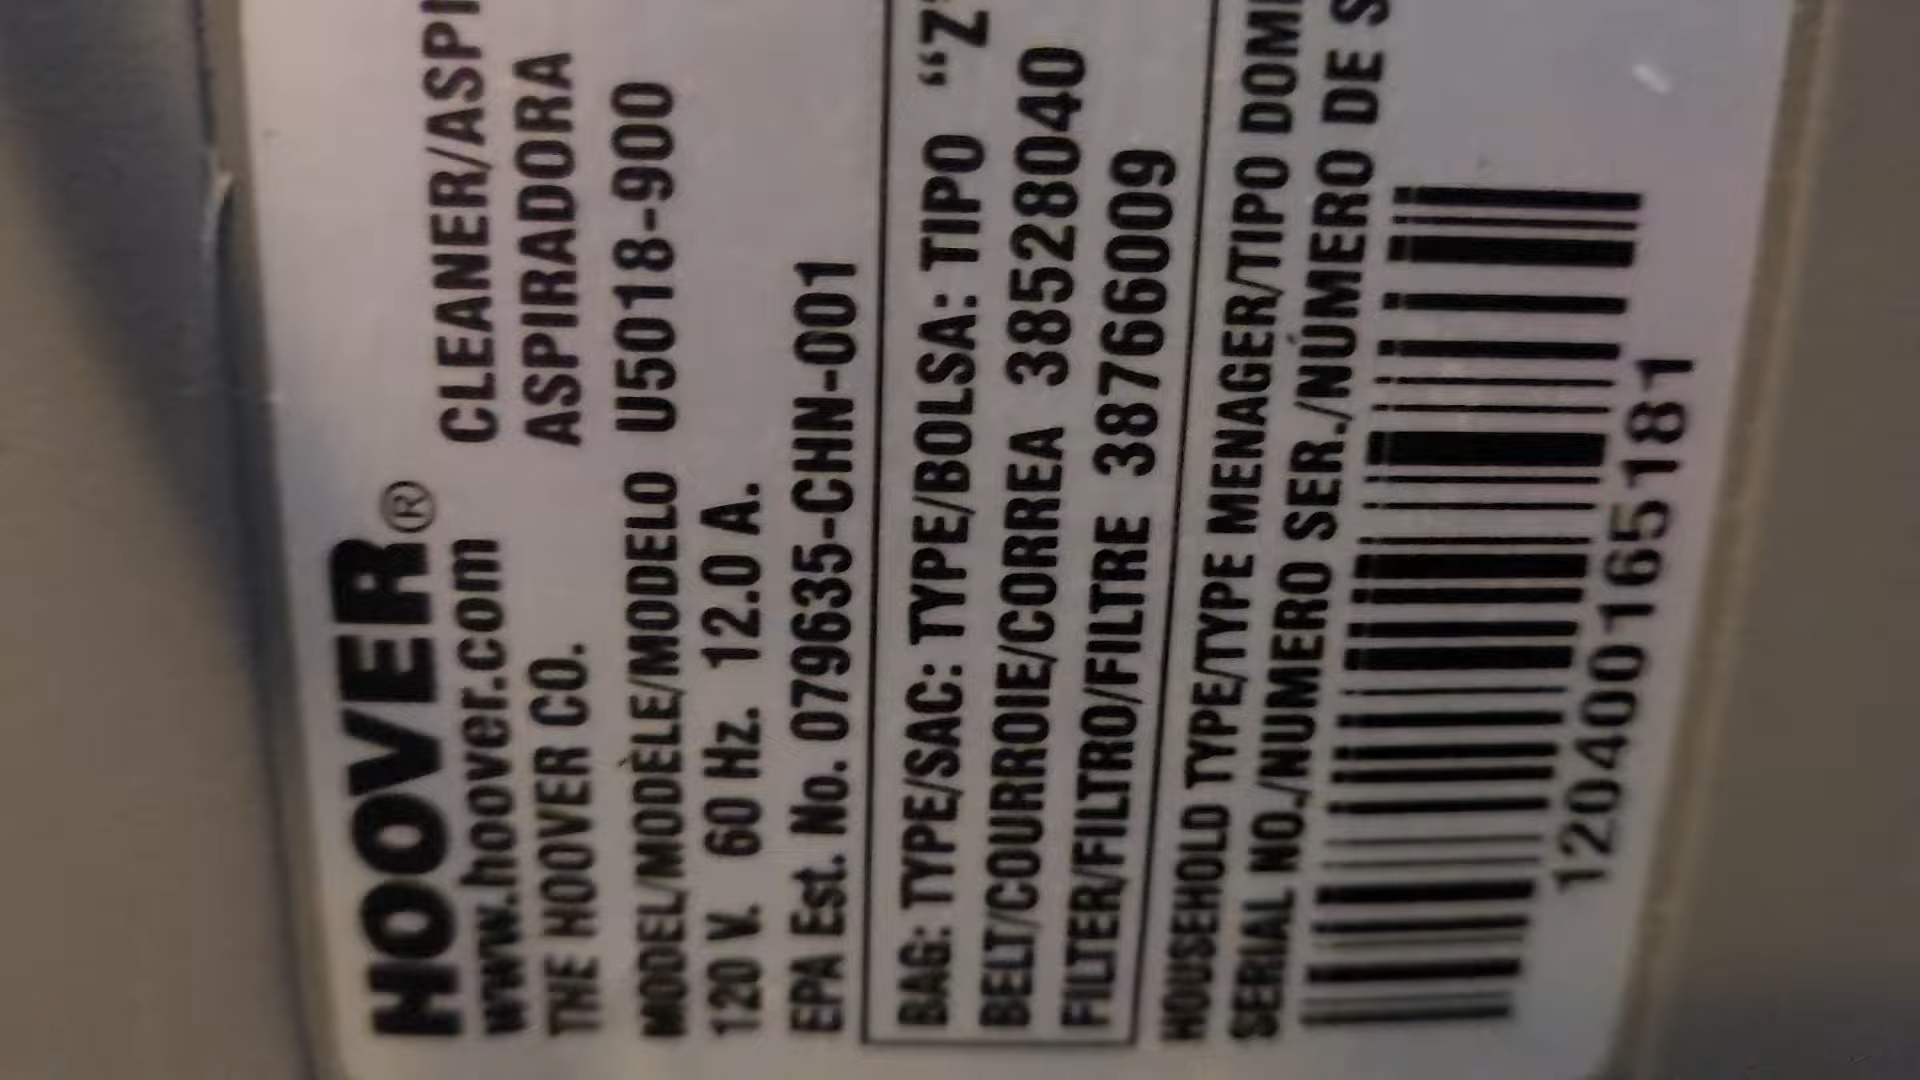 HOOVER®
www.hoover.com
CLEANER/ASPI
THE HOOVER CO.
ASPIRADORA
MODEL/MODÈLE/MODELO U5018-900
120 V. 60 Hz. 12.0 A.
EPA Est. No. 079635-CHN-001
BAG: TYPE/SAC: TYPE/BOLSA: TIPO "Z"
BELT/COURROIE/CORREA 38528040
FILTER/FILTRO/FILTRE 38766009
HOUSEHOLD TYPE/TYPE MENAGER/TIPO DOMI
SERIAL NO./NUMERO SER./NÚMERO DE S
120400165181